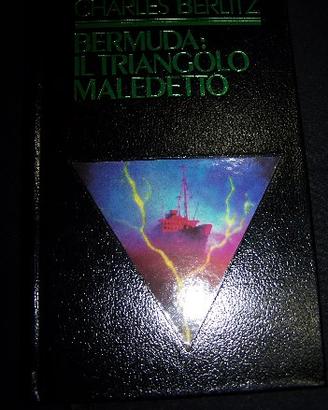 CHARLES BERLITZ
BERMUDA:
IL TRIANGOLO
MALEDETTO